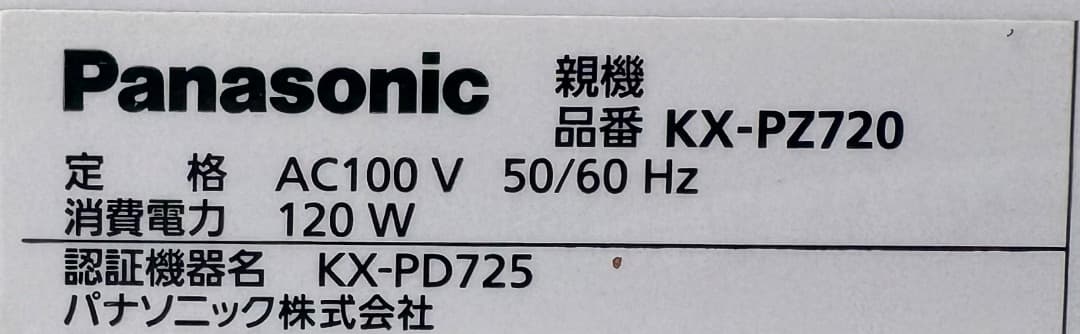 Panasonic
親機
品番 KX-PZ720
定 格 AC100 V 50/60 Hz
消費電力 120 W
認証機器名 KX-PD725
パナソニック株式会社